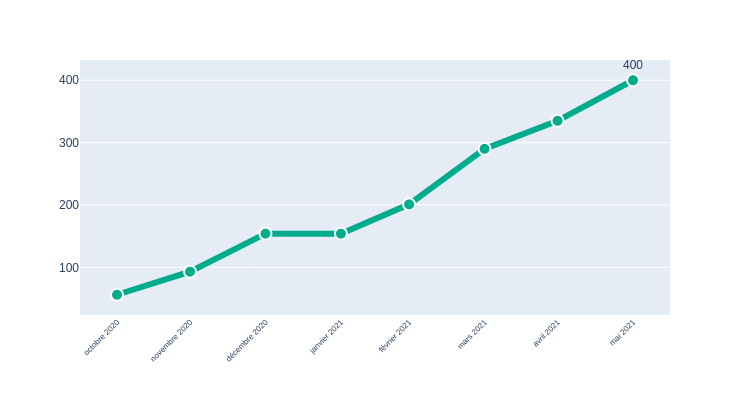 400
400
300
200
100
octobre 2020
novembre 2020
décembre 2020
janvier 2021
février 2021
mars 2021
avril 2021
mai 2021